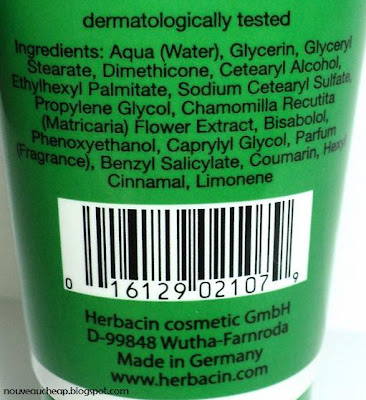 dermatologically tested
Ingredients: Aqua (Water), Glycerin, Glyceryl
Stearate, Dimethicone, Cetearyl Alcohol,
Ethylhexyl Palmitate, Sodium Cetearyl Sulfate,
Propylene Glycol, Chamomilla Recutita
(Matricaria) Flower Extract, Bisabolol,
Phenoxyethanol, Caprylyl Glycol, Parfum
(Fragrance), Benzyl Salicylate, Coumarin, Hexyl
Cinnamal, Limonene
0 16129 02107 9
Herbacin cosmetic GmbH
D-99848 Wutha-Farnroda
Made in Germany
www.herbacin.com
nouveaucheap.blogspot.com